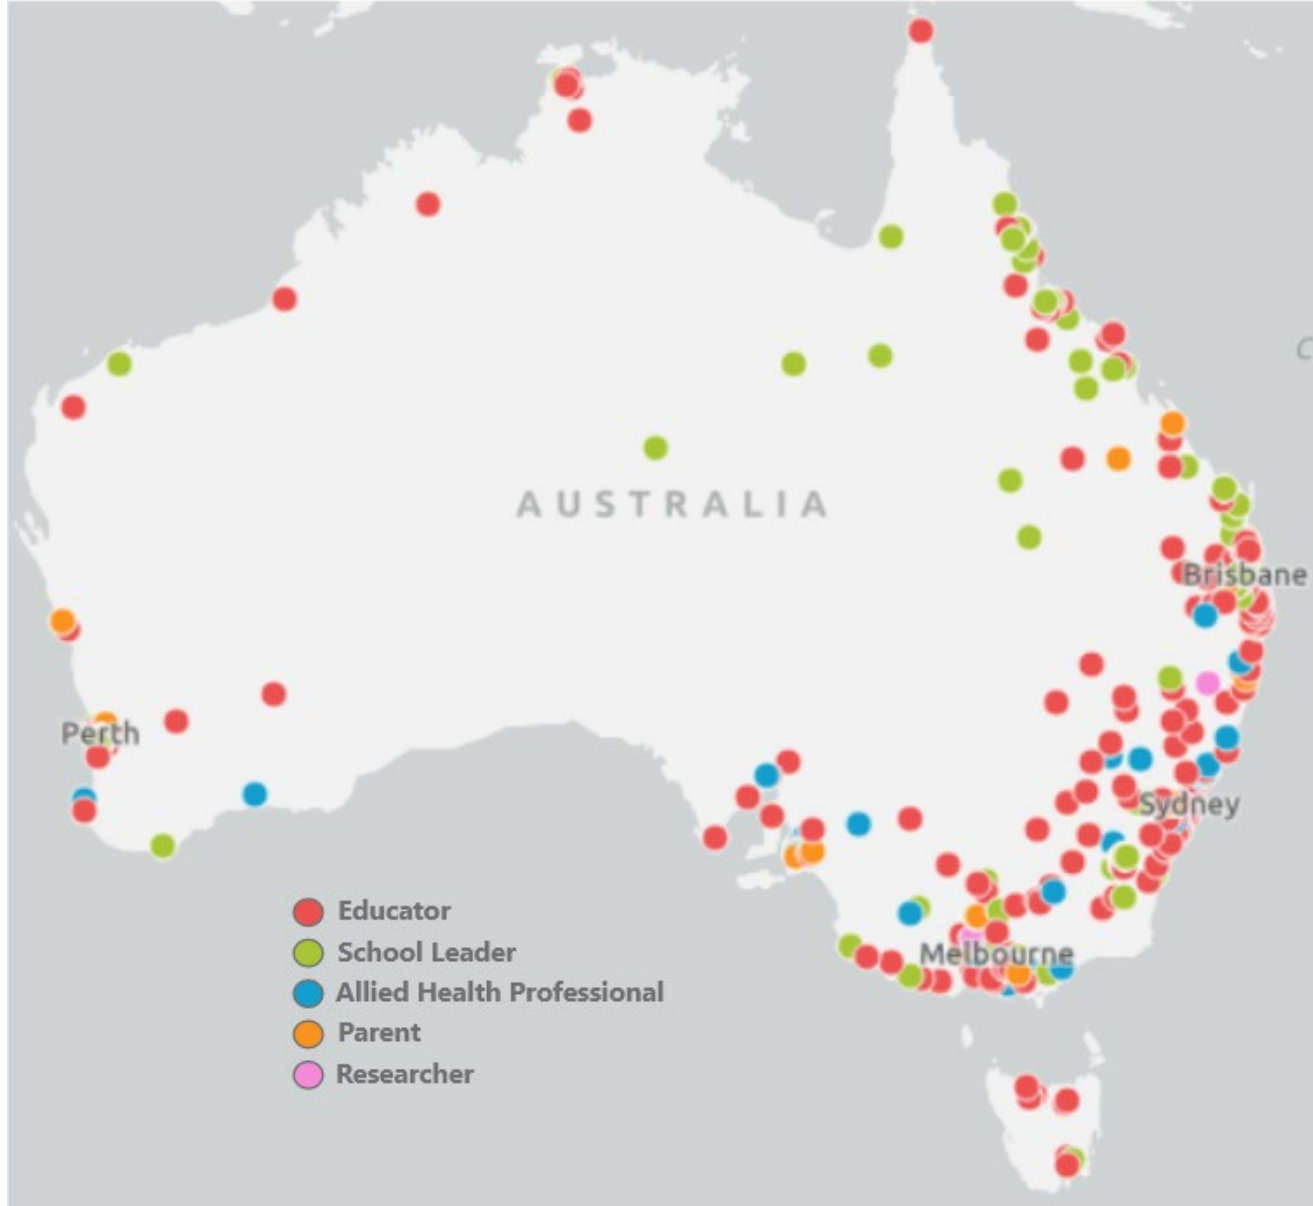 C
AUSTRALIA
Brisbane
Perth
Sydney
Educator
School Leader
Melbourne
Allied Health Professional
Parent
Researcher